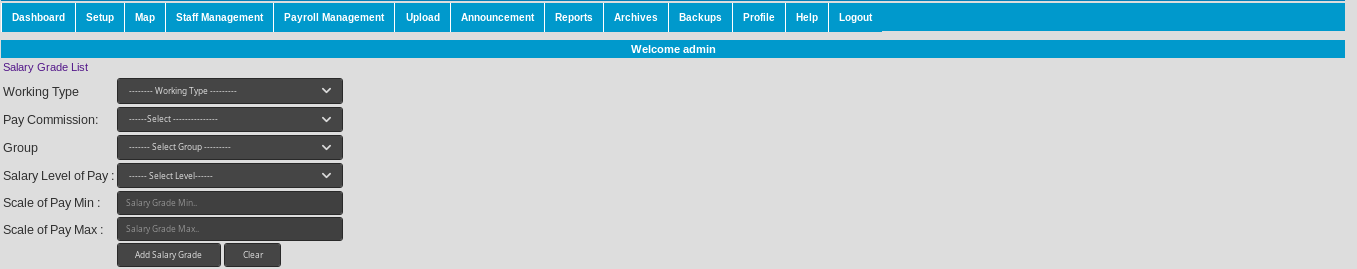 Dashboard Setup Map Staff Management Payroll Management Upload Announcement Reports Archives Backups Profile Help Logout
Welcome admin
Salary Grade List
Working Type -------- Working Type ---------
Pay Commission: ------Select ---------------
Group ------- Select Group ---------
Salary Level of Pay : ------ Select Level------
Scale of Pay Min : Salary Grade Min..
Scale of Pay Max : Salary Grade Max..
Add Salary Grade Clear